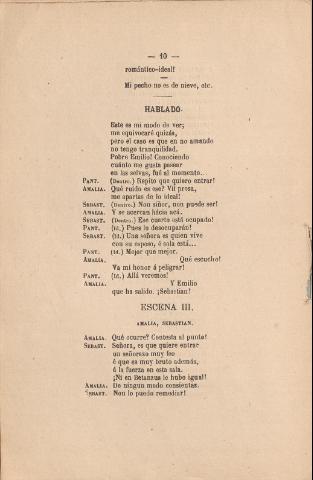 — 10 —
romántico-ideal!
Mi pecho no es de nieve, etc.
HABLADO.
Este es mi modo de ver;
me equivocaré quizás,
pero el caso es que en no amando
no tengo tranquilidad.
Pobre Emilio! Conociendo
cuánto me gusta pasear
en las selvas, fué al momento..
PANT. (Dentro.) Repito que quiero entrar!
AMALIA. Qué ruido es ese? Vil prosa,
me apartas de lo ideal!
SEBAST. (Dentro.) Non siñor, non puede ser!
AMALIA. Y se acercan hácia acá.
SEBAST. (Dentro.) Ese cuarto está ocupado!
PANT. (Id.) Pues lo desocuparán!
SEBAST. (Id.) Una señora es quien vive
con su esposo, é sola está...
PANT. (Id.) Mejor que mejor.
AMALIA. Qué escucho!
Va mi honor á peligrar!
PANT. (Id.) Allá veremos!
AMALIA. Y Emilio
que ha salido. ¡Sebastian!
ESCENA III.
AMALIA, SEBASTIAN.
AMALIA. Qué ocurre? Contesta al punto!
SEBAST. Señora, es que quiere entrar
un señorazo muy feo
é que es muy bruto además,
á la fuerza en esta sala.
¡Ni en Betanzus lo hubo igual!
AMALIA. De ningun modo consientas.
SEBAST. Non lo puedo remediar!